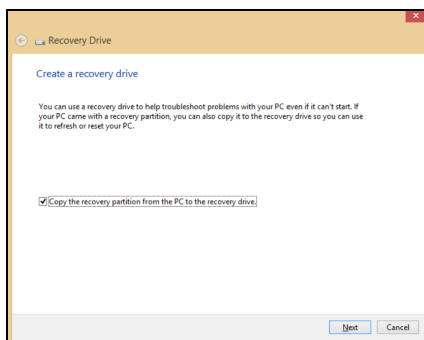 Recovery Drive
Create a recovery drive
You can use a recovery drive to help troubleshoot problems with your PC even if it can't start. If
your PC came with a recovery partition, you can also copy it to the recovery drive so you can use
it to refresh or reset your PC.
Copy the recovery partition from the PC to the recovery drive.
Next Cancel